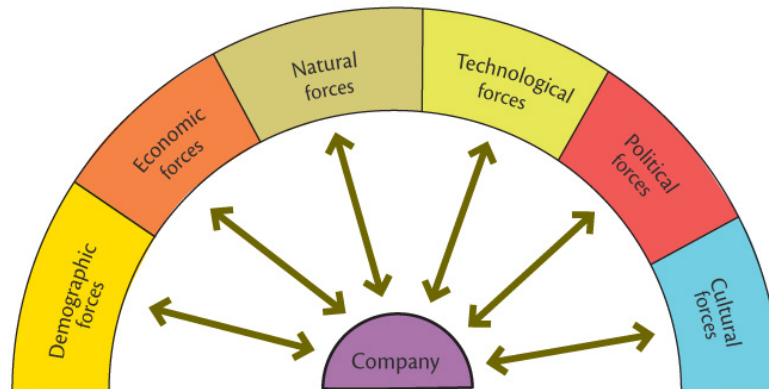 Demographic
forces
Economic
forces
Natural
forces
Technological
forces
Political
forces
Cultural
forces
Company